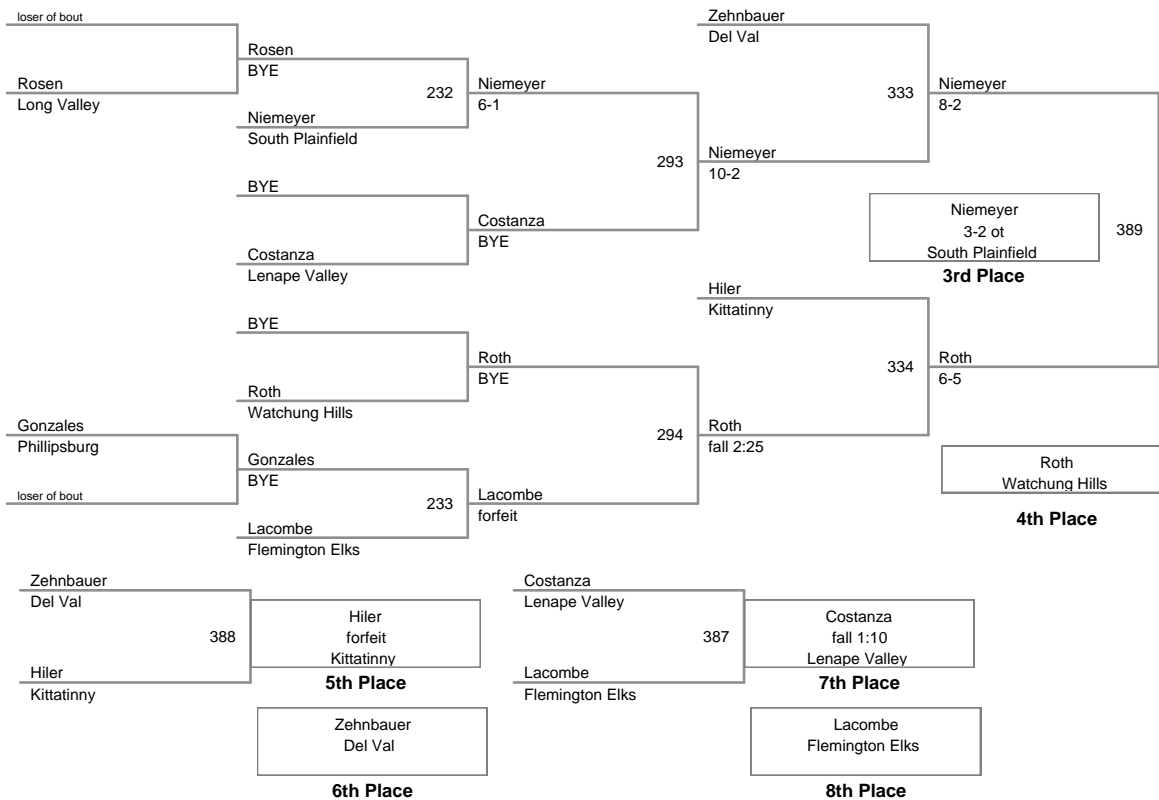 loser of bout
Rosen
Long Valley
Rosen
BYE
232
Niemeyer
South Plainfield
Niemeyer
6-1
BYE
Costanza
Lenape Valley
Costanza
BYE
293
Niemeyer
10-2
Zehnbauer
Del Val
333
Niemeyer
8-2
Niemeyer
3-2 ot
South Plainfield
3rd Place
389
BYE
Roth
Watchung Hills
Roth
BYE
Gonzales
Phillipsburg
loser of bout
Gonzales
BYE
233
Lacombe
Flemington Elks
Lacombe
forfeit
294
Roth
fall 2:25
Hiler
Kittatinny
334
Roth
6-5
Roth
Watchung Hills
4th Place
Zehnbauer
Del Val
388
Hiler
Kittatinny
Hiler
forfeit
Kittatinny
5th Place
Zehnbauer
Del Val
6th Place
Costanza
Lenape Valley
387
Lacombe
Flemington Elks
Costanza
fall 1:10
Lenape Valley
7th Place
Lacombe
Flemington Elks
8th Place